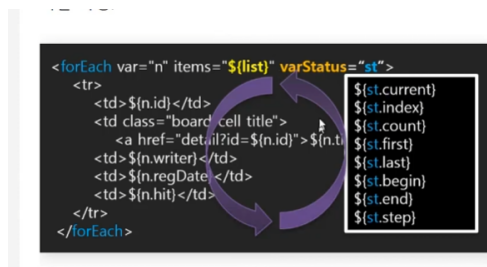 <forEach var="n" items="${list}" varStatus="st">
<tr>
<td>${n.id}</td>
<td class="board-cell title">
<a href="detail?id=${n.id}">${n.ti
<td>${n.writer}</td>
<td>${n.regDate}</td>
<td>${n.hit}</td>
</tr>
</forEach>
${st.current}
${st.index}
${st.count}
${st.first}
${st.last}
${st.begin}
${st.end}
${st.step}